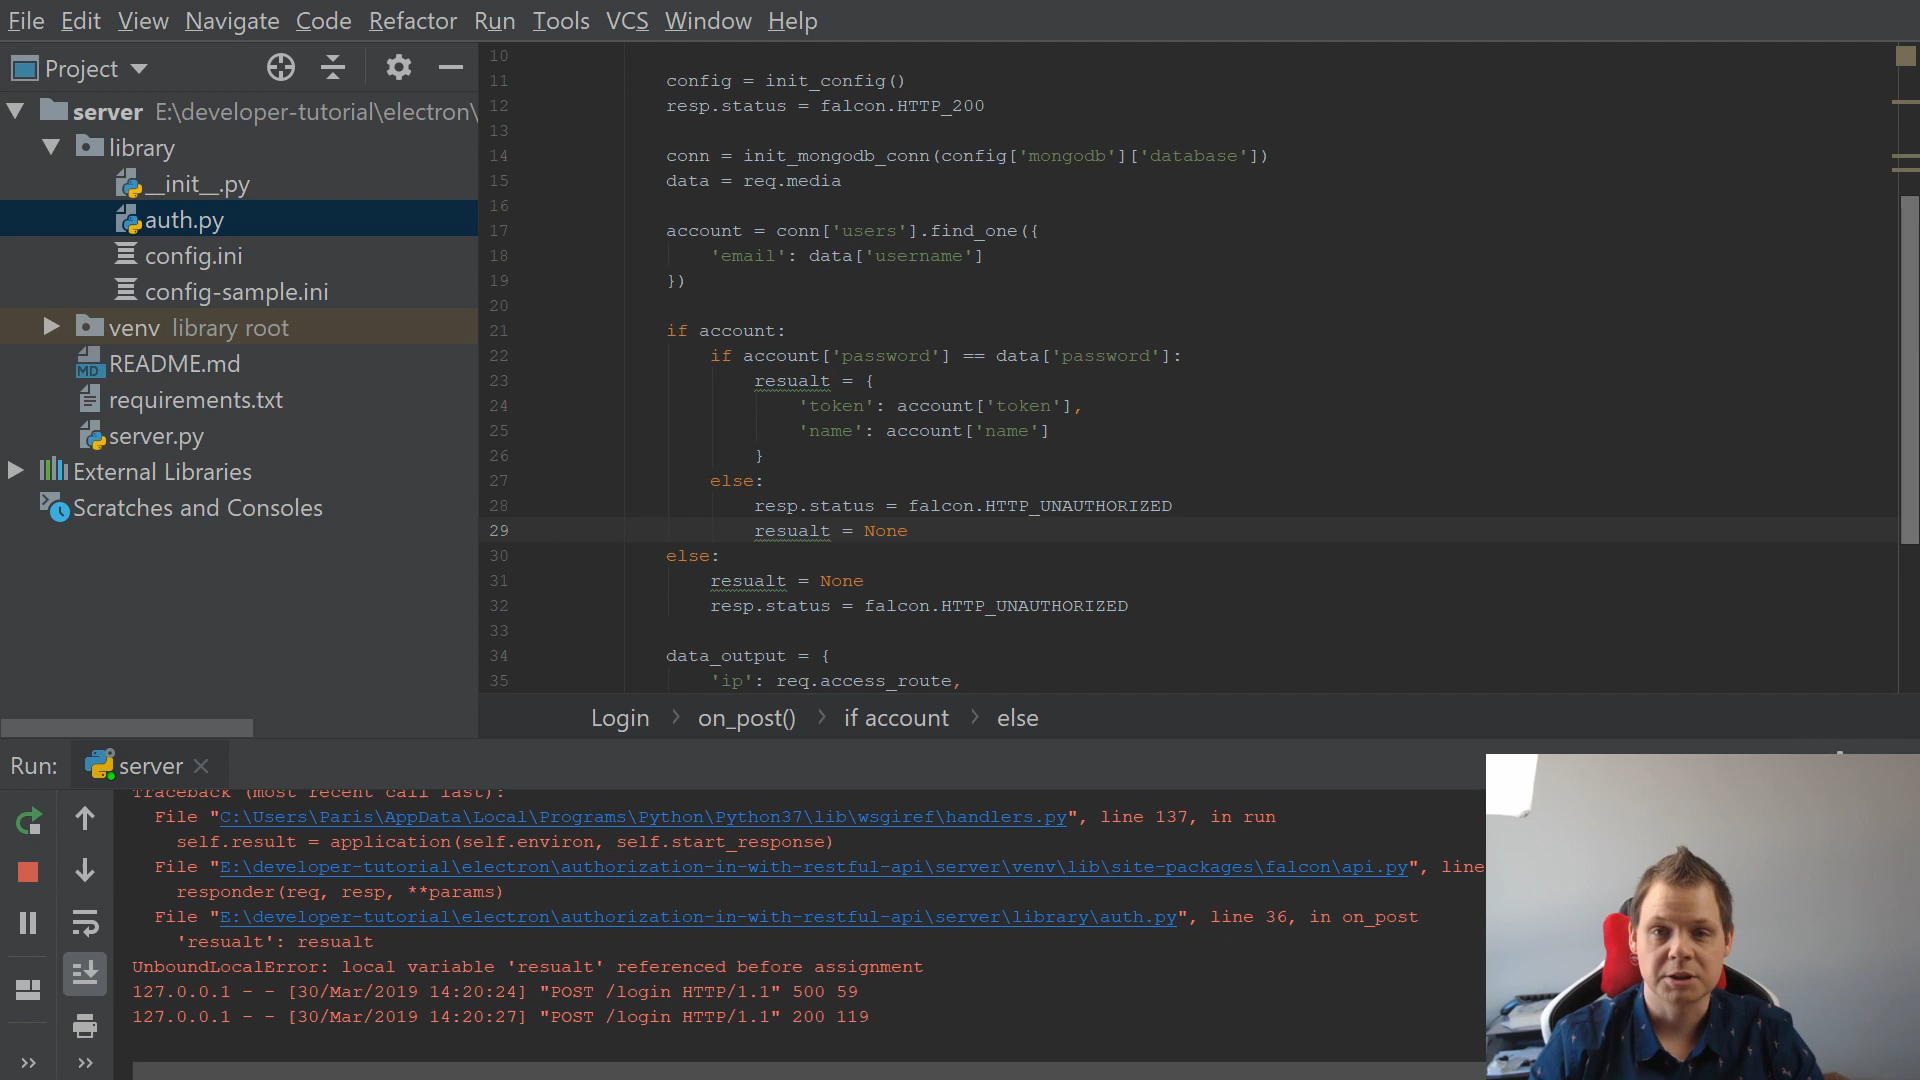 File Edit View Navigate Code Refactor Run Tools VCS Window Help
Project
server E:\developer-tutorial\electron\
library
__init__.py
auth.py
config.ini
config-sample.ini
venv library root
README.md
requirements.txt
server.py
External Libraries
Scratches and Consoles
10
11 config = init_config()
12 resp.status = falcon.HTTP_200
13
14 conn = init_mongodb_conn(config['mongodb']['database'])
15 data = req.media
16
17 account = conn['users'].find_one({
18 'email': data['username']
19 })
20
21 if account:
22 if account['password'] == data['password']:
23 resualt = {
24 'token': account['token'],
25 'name': account['name']
26 }
27 else:
28 resp.status = falcon.HTTP_UNAUTHORIZED
29 resualt = None
30 else:
31 resualt = None
32 resp.status = falcon.HTTP_UNAUTHORIZED
33
34 data_output = {
35 'ip': req.access_route,
Login > on_post() > if account > else
Run: server
Traceback (most recent call last):
File "C:\Users\Paris\AppData\Local\Programs\Python\Python37\lib\wsgiref\handlers.py", line 137, in run
self.result = application(self.environ, self.start_response)
File "E:\developer-tutorial\electron\authorization-in-with-restful-api\server\venv\lib\site-packages\falcon\api.py", line
responder(req, resp, **params)
File "E:\developer-tutorial\electron\authorization-in-with-restful-api\server\library\auth.py", line 36, in on_post
'resualt': resualt
UnboundLocalError: local variable 'resualt' referenced before assignment
127.0.0.1 - - [30/Mar/2019 14:20:24] "POST /login HTTP/1.1" 500 59
127.0.0.1 - - [30/Mar/2019 14:20:27] "POST /login HTTP/1.1" 200 119